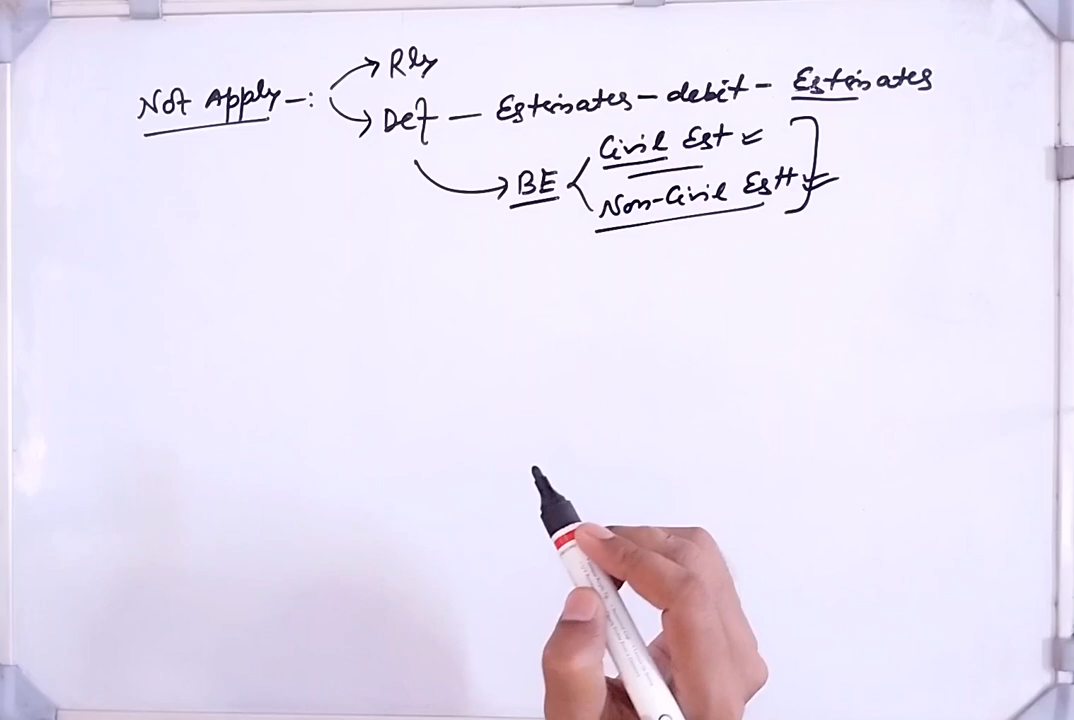 Not Apply -: → Rly
→ Def — Estimates - debit - Estimates
→ BE < Civil Est
Non-Civil Estt